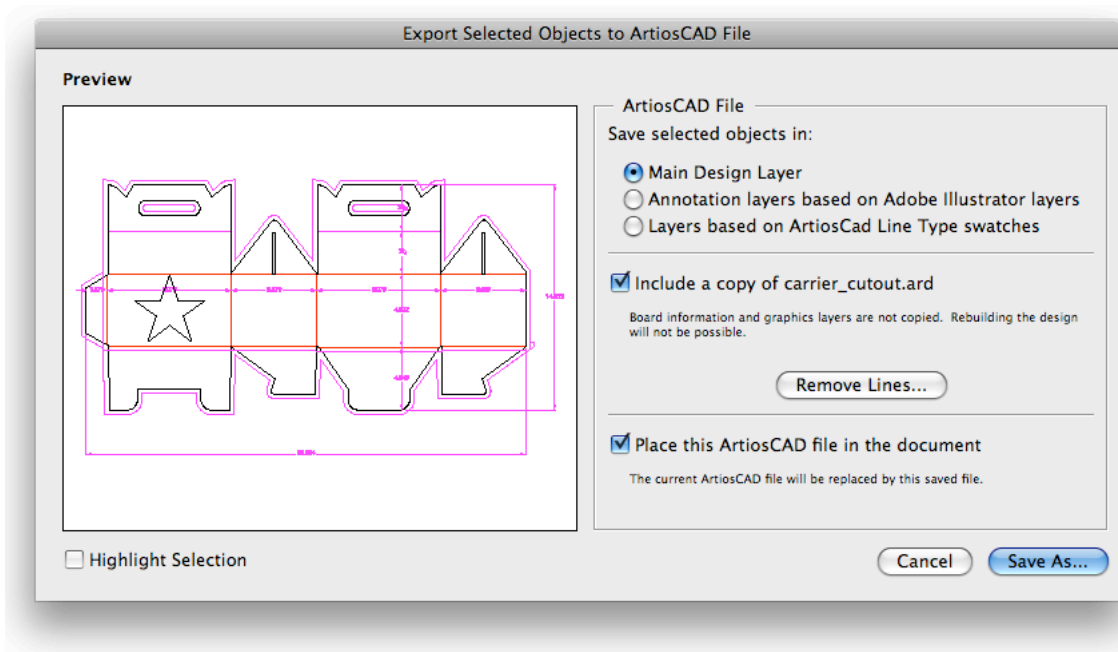 Export Selected Objects to ArtiosCAD File
Preview
ArtiosCAD File
Save selected objects in:
Main Design Layer
Annotation layers based on Adobe Illustrator layers
Layers based on ArtiosCad Line Type swatches
Include a copy of carrier_cutout.ard
Board information and graphics layers are not copied. Rebuilding the design
will not be possible.
Remove Lines...
Place this ArtiosCAD file in the document
The current ArtiosCAD file will be replaced by this saved file.
Highlight Selection
Cancel
Save As...